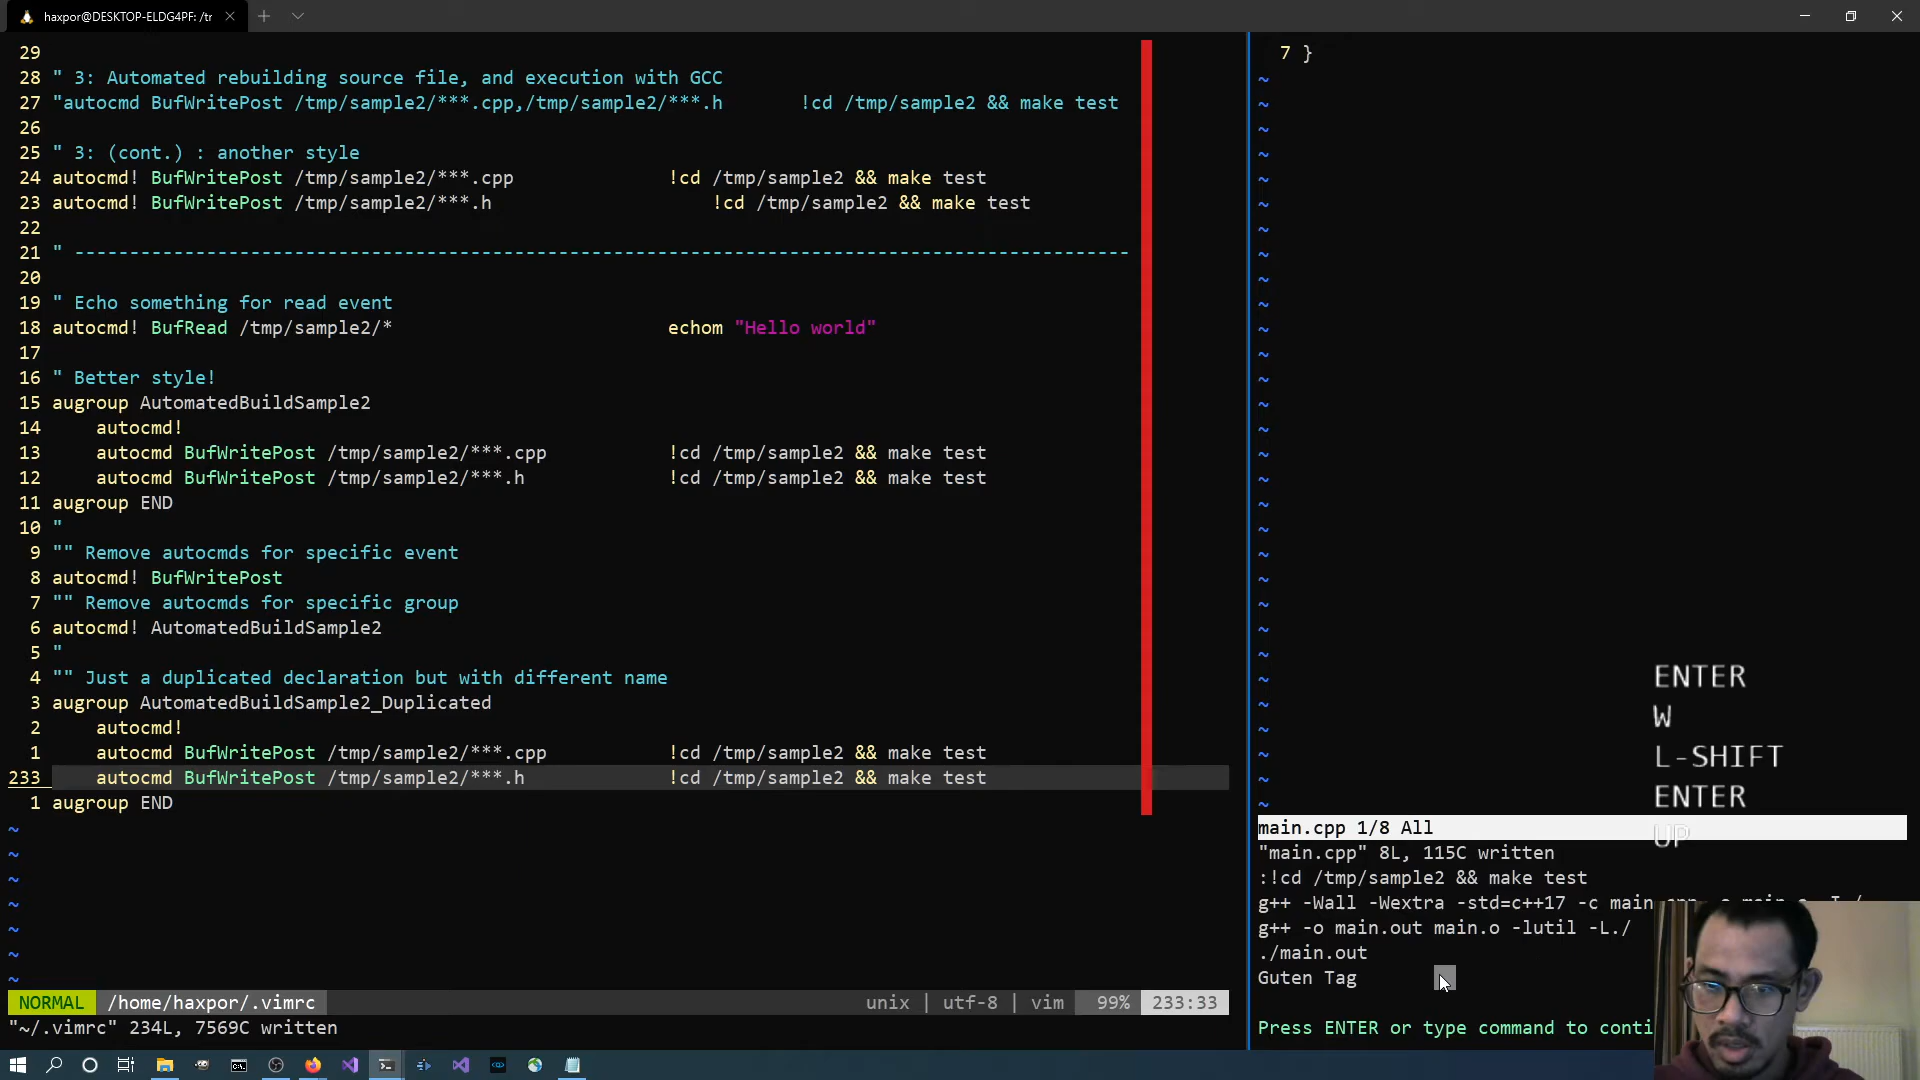 haxpor@DESKTOP-ELDG4PF: /tr
29
28 " 3: Automated rebuilding source file, and execution with GCC
27 "autocmd BufWritePost /tmp/sample2/***.cpp,/tmp/sample2/***.h !cd /tmp/sample2 && make test
26
25 " 3: (cont.) : another style
24 autocmd! BufWritePost /tmp/sample2/***.cpp !cd /tmp/sample2 && make test
23 autocmd! BufWritePost /tmp/sample2/***.h !cd /tmp/sample2 && make test
22
21 " ------------------------------------------------------------------------------------------------
20
19 " Echo something for read event
18 autocmd! BufRead /tmp/sample2/* echom "Hello world"
17
16 " Better style!
15 augroup AutomatedBuildSample2
14 autocmd!
13 autocmd BufWritePost /tmp/sample2/***.cpp !cd /tmp/sample2 && make test
12 autocmd BufWritePost /tmp/sample2/***.h !cd /tmp/sample2 && make test
11 augroup END
10 "
9 "" Remove autocmds for specific event
8 autocmd! BufWritePost
7 "" Remove autocmds for specific group
6 autocmd! AutomatedBuildSample2
5 "
4 "" Just a duplicated declaration but with different name
3 augroup AutomatedBuildSample2_Duplicated
2 autocmd!
1 autocmd BufWritePost /tmp/sample2/***.cpp !cd /tmp/sample2 && make test
233 autocmd BufWritePost /tmp/sample2/***.h !cd /tmp/sample2 && make test
1 augroup END
NORMAL /home/haxpor/.vimrc unix | utf-8 | vim 99% 233:33
"~/.vimrc" 234L, 7569C written
7 }
ENTER
W
L-SHIFT
ENTER
UP
main.cpp 1/8 All
"main.cpp" 8L, 115C written
:!cd /tmp/sample2 && make test
g++ -Wall -Wextra -std=c++17 -c main.cpp -o main.o -I./
g++ -o main.out main.o -lutil -L./
./main.out
Guten Tag
Press ENTER or type command to conti